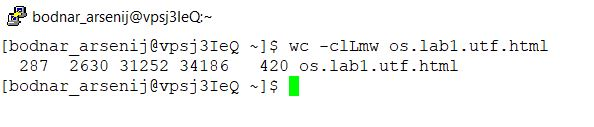 bodnar_arsenij@vpsj3IeQ:~
[bodnar_arsenij@vpsj3IeQ ~]$ wc -clLmw os.lab1.utf.html
  287  2630 31252 34186   420 os.lab1.utf.html
[bodnar_arsenij@vpsj3IeQ ~]$